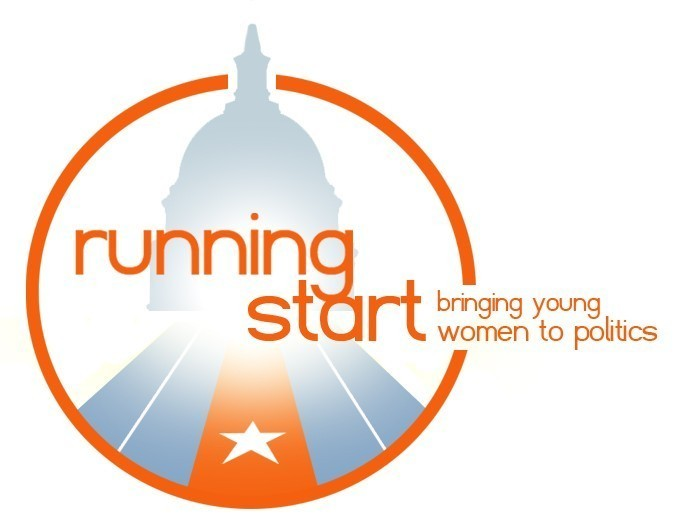 running
start
bringing young
women to politics